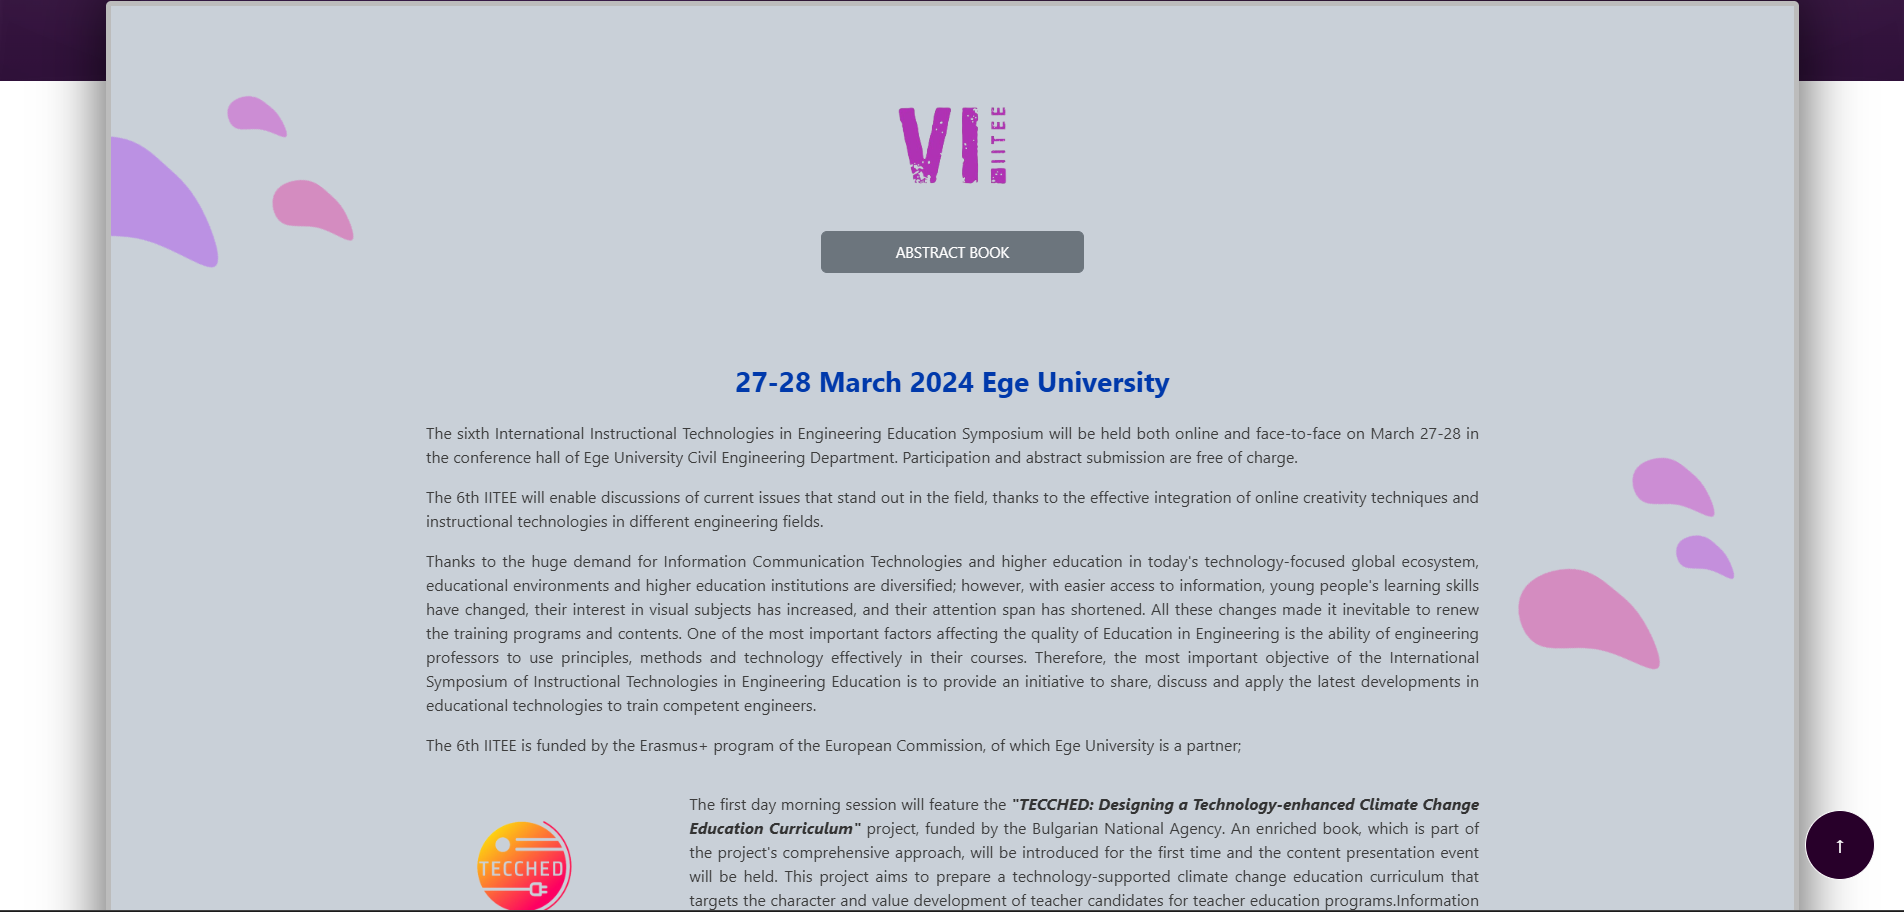 VI
IITEE
ABSTRACT BOOK
27-28 March 2024 Ege University
The sixth International Instructional Technologies in Engineering Education Symposium will be held both online and face-to-face on March 27-28 in
the conference hall of Ege University Civil Engineering Department. Participation and abstract submission are free of charge.
The 6th IITEE will enable discussions of current issues that stand out in the field, thanks to the effective integration of online creativity techniques and
instructional technologies in different engineering fields.
Thanks to the huge demand for Information Communication Technologies and higher education in today's technology-focused global ecosystem,
educational environments and higher education institutions are diversified; however, with easier access to information, young people's learning skills
have changed, their interest in visual subjects has increased, and their attention span has shortened. All these changes made it inevitable to renew
the training programs and contents. One of the most important factors affecting the quality of Education in Engineering is the ability of engineering
professors to use principles, methods and technology effectively in their courses. Therefore, the most important objective of the International
Symposium of Instructional Technologies in Engineering Education is to provide an initiative to share, discuss and apply the latest developments in
educational technologies to train competent engineers.
The 6th IITEE is funded by the Erasmus+ program of the European Commission, of which Ege University is a partner;
TECCHED
The first day morning session will feature the "TECCHED: Designing a Technology-enhanced Climate Change
Education Curriculum" project, funded by the Bulgarian National Agency. An enriched book, which is part of
the project's comprehensive approach, will be introduced for the first time and the content presentation event
will be held. This project aims to prepare a technology-supported climate change education curriculum that
targets the character and value development of teacher candidates for teacher education programs.Information
↑